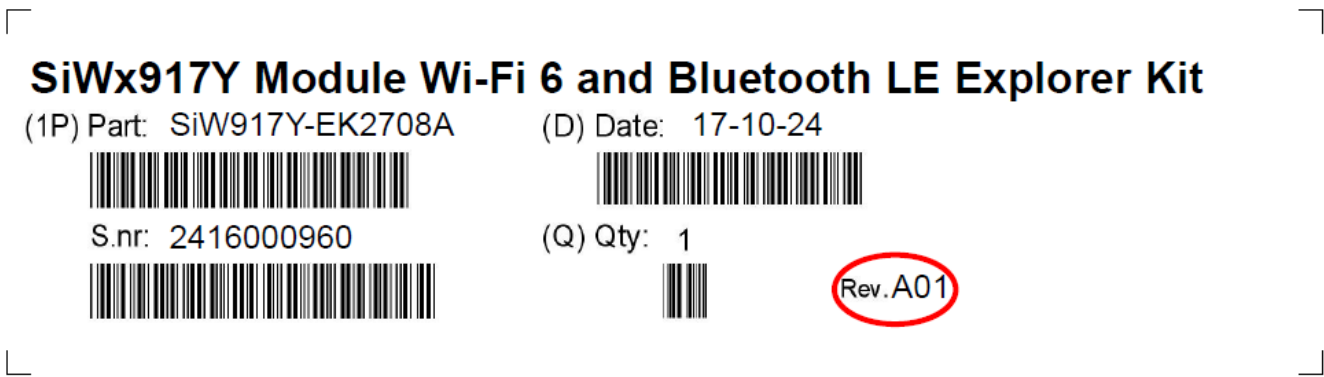 SiWx917Y Module Wi-Fi 6 and Bluetooth LE Explorer Kit
(1P) Part: SiW917Y-EK2708A
(D) Date: 17-10-24
S.nr: 2416000960
(Q) Qty: 1
Rev.A01